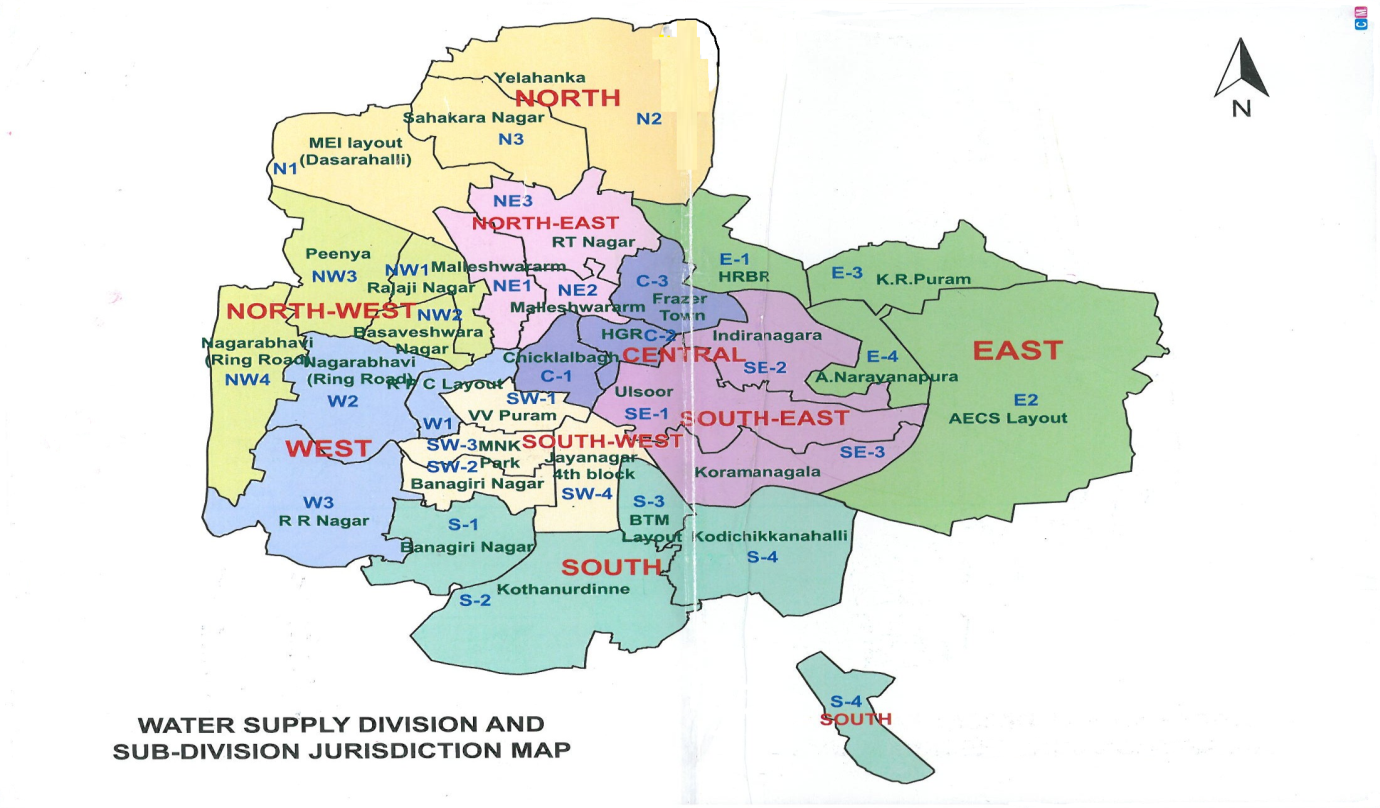 C M
N
Yelahanka
NORTH
Sahakara Nagar
N2
N3
MEI layout
(Dasarahalli)
N1
NE3
NORTH-EAST
RT Nagar
Peenya
NW3
NW1
Malleshwararm
Rajaji Nagar
NE1
NE2
Malleshwararm
C-3
Frazer
Town
E-1
HRBR
E-3
K.R.Puram
NORTH-WEST
NW2
Basaveshwara
Nagar
Nagarabhavi
(Ring Road)
NW4
Nagarabhavi
(Ring Road)
W2
R P C Layout
W1
HGR
C-2
CENTRAL
Chicklalbagh
C-1
Indiranagara
SE-2
E-4
A.Narayanapura
EAST
E2
AECS Layout
Ulsoor
SE-1
SOUTH-EAST
SE-3
Koramanagala
SW-1
VV Puram
SW-3
MNK
Park
SW-2
Banagiri Nagar
SOUTH-WEST
Jayanagar
4th block
SW-4
WEST
W3
R R Nagar
S-1
Banagiri Nagar
S-3
BTM
Layout
Kodichikkanahalli
S-4
SOUTH
Kothanurdinne
S-2
S-4
SOUTH
WATER SUPPLY DIVISION AND
SUB-DIVISION JURISDICTION MAP